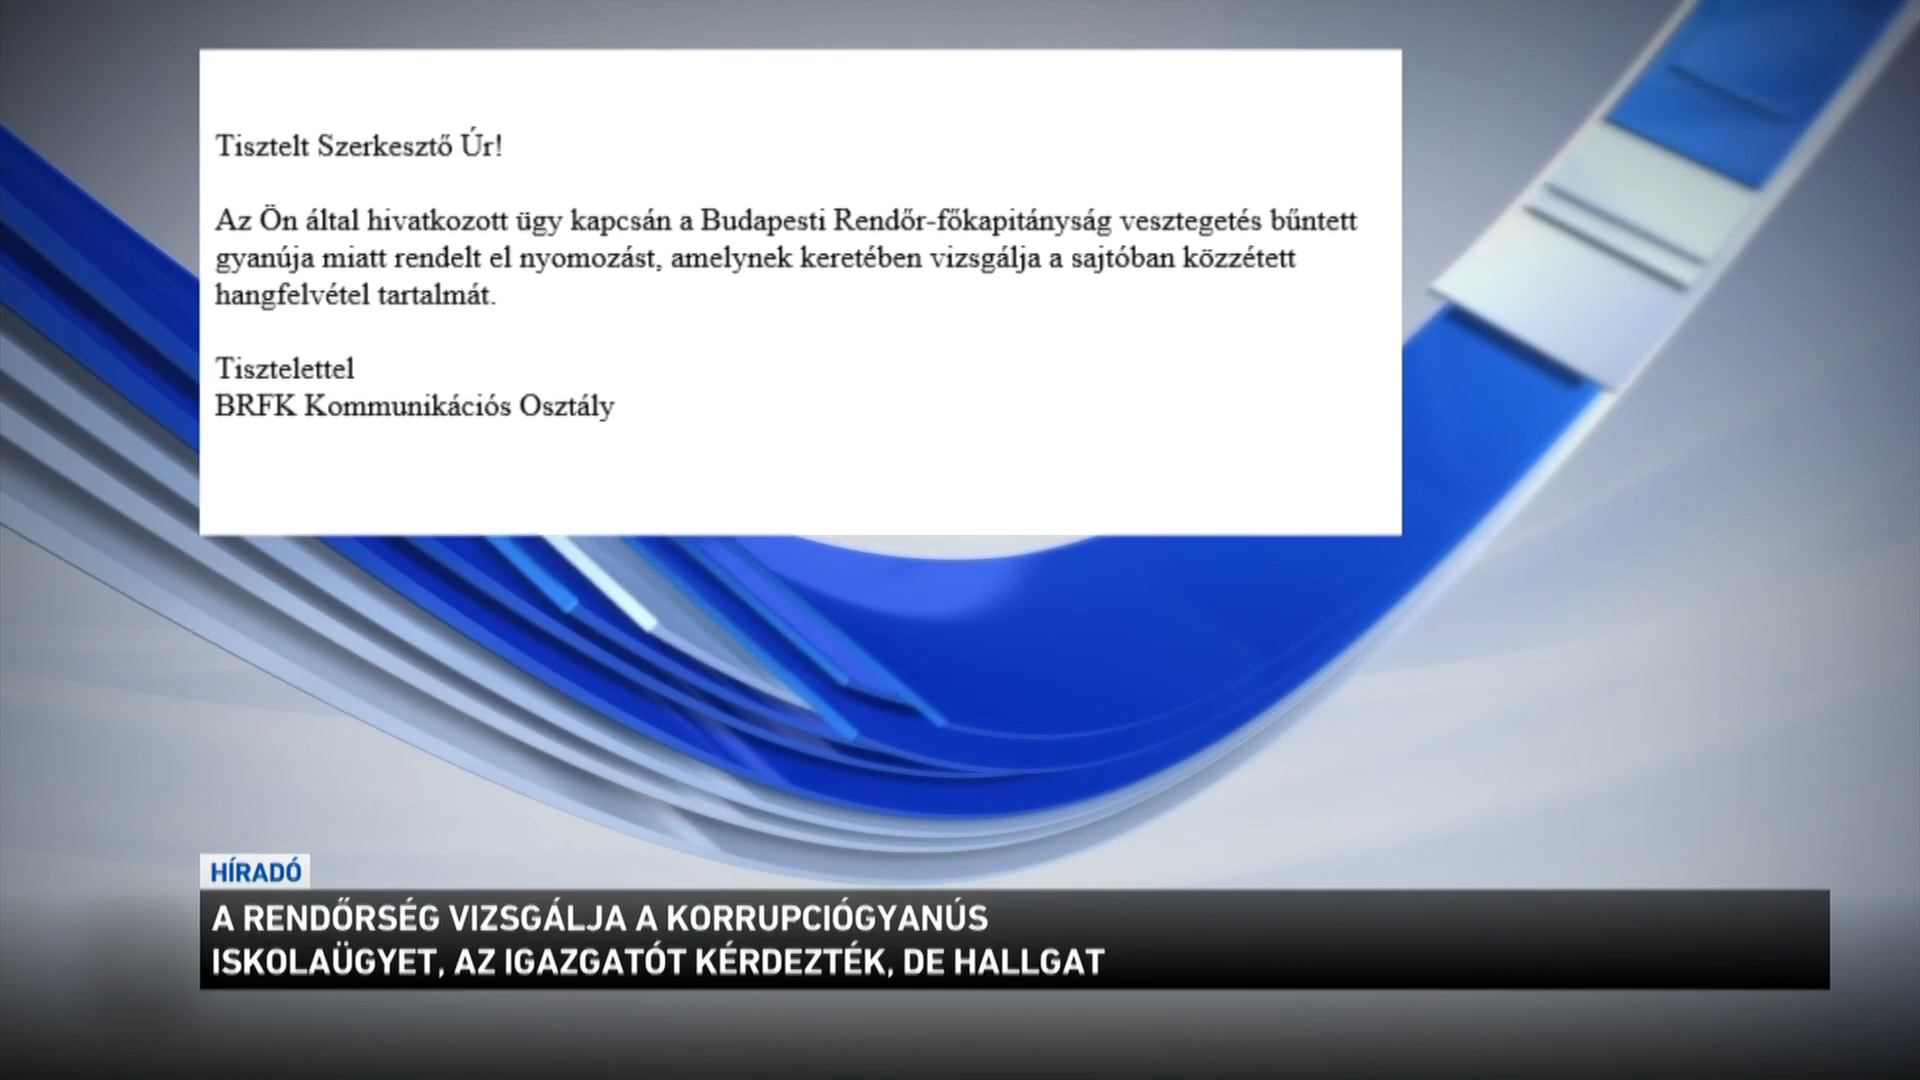 Tisztelt Szerkesztő Úr!
Az Ön által hivatkozott ügy kapcsán a Budapesti Rendőr-főkapitányság vesztegetés bűntett
gyanúja miatt rendelt el nyomozást, amelynek keretében vizsgálja a sajtóban közzétett
hangfelvétel tartalmát.
Tisztelettel
BRFK Kommunikációs Osztály
HÍRADÓ
A RENDŐRSÉG VIZSGÁLJA A KORRUPCIÓGYANÚS
ISKOLAÜGYET, AZ IGAZGATÓT KÉRDEZTÉK, DE HALLGAT